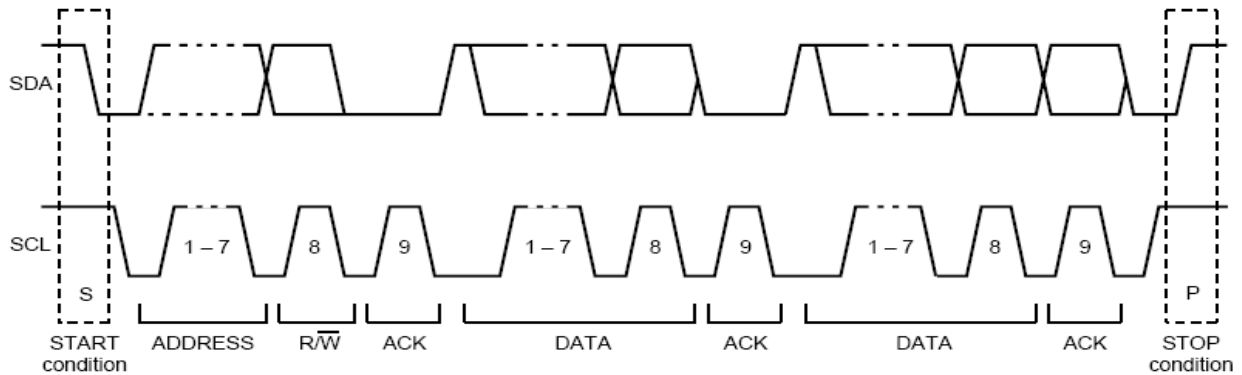 SDA
SCL
1 – 7 8 9 1 – 7 8 9 1 – 7 8 9
S P
START ADDRESS R/W̅ ACK DATA ACK DATA ACK STOP
condition condition